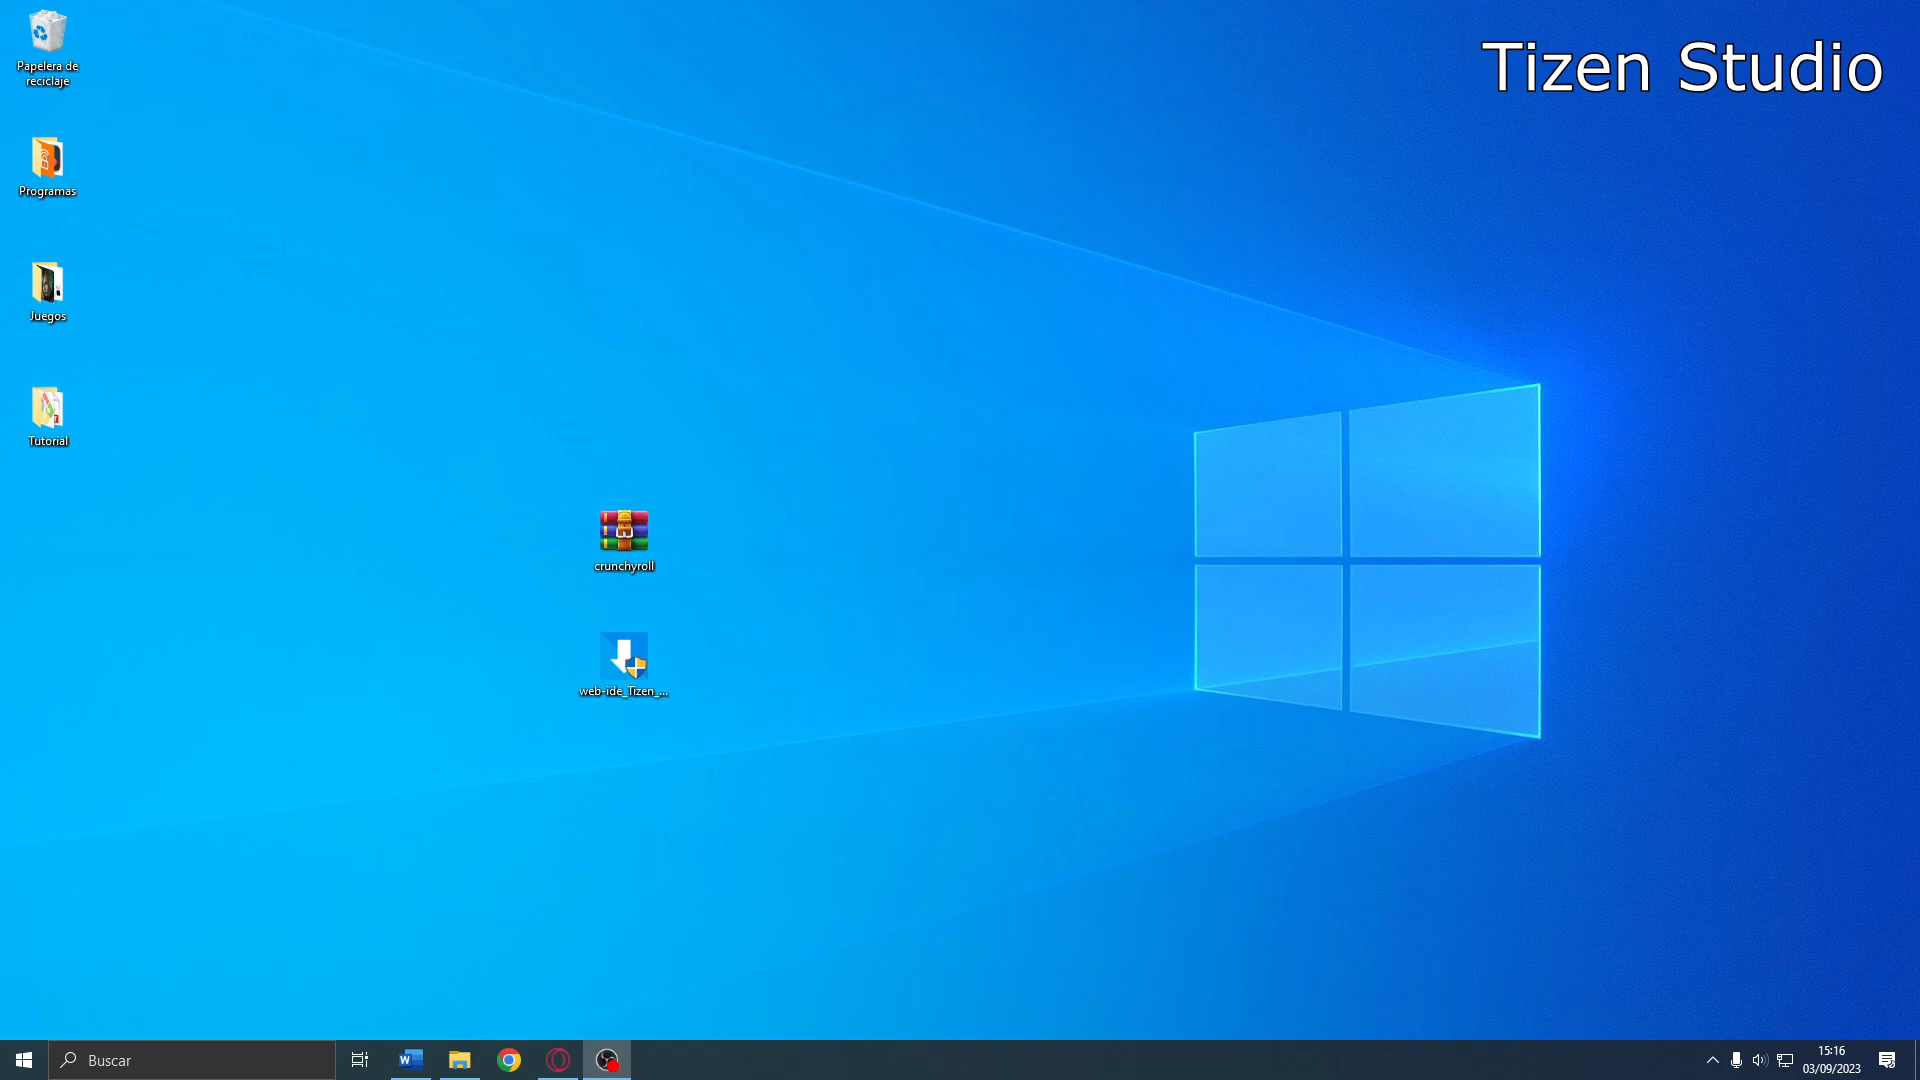 Tizen Studio
Papelera de
reciclaje
Programas
Juegos
Tutorial
crunchyroll
web-ide_Tizen_...
Buscar
15:16
03/09/2023